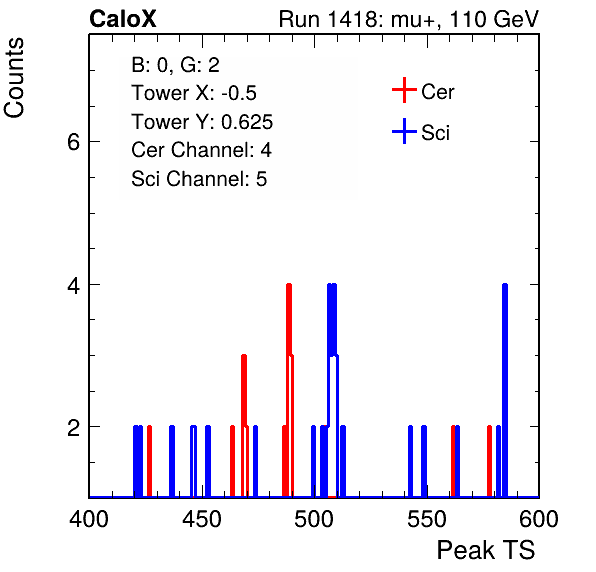 CaloX Run 1418: mu+, 110 GeV
Counts
B: 0, G: 2
Tower X: -0.5
Tower Y: 0.625
Cer Channel: 4
Sci Channel: 5
Cer
Sci
6
4
2
400 450 500 550 600
Peak TS